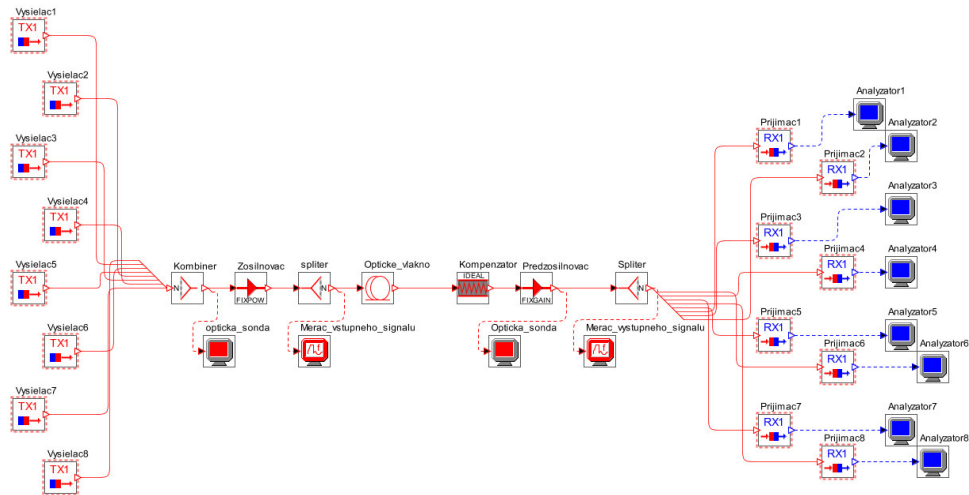 Vysielac1
TX1
Vysielac2
TX1
Vysielac3
TX1
Vysielac4
TX1
Vysielac5
TX1
Vysielac6
TX1
Vysielac7
TX1
Vysielac8
TX1
Kombiner
N
Zosilnovac
FIXPOW
spliter
IN
Opticke_vlakno
Kompenzator
IDEAL
Predzosilnovac
FIXGAIN
Spliter
IN
opticka_sonda
Merac_vstupneho_signalu
Opticka_sonda
Merac_vystupneho_signalu
Prijimac1
RX1
Prijimac2
RX1
Prijimac3
RX1
Prijimac4
RX1
Prijimac5
RX1
Prijimac6
RX1
Prijimac7
RX1
Prijimac8
RX1
Analyzator1
Analyzator2
Analyzator3
Analyzator4
Analyzator5
Analyzator6
Analyzator7
Analyzator8